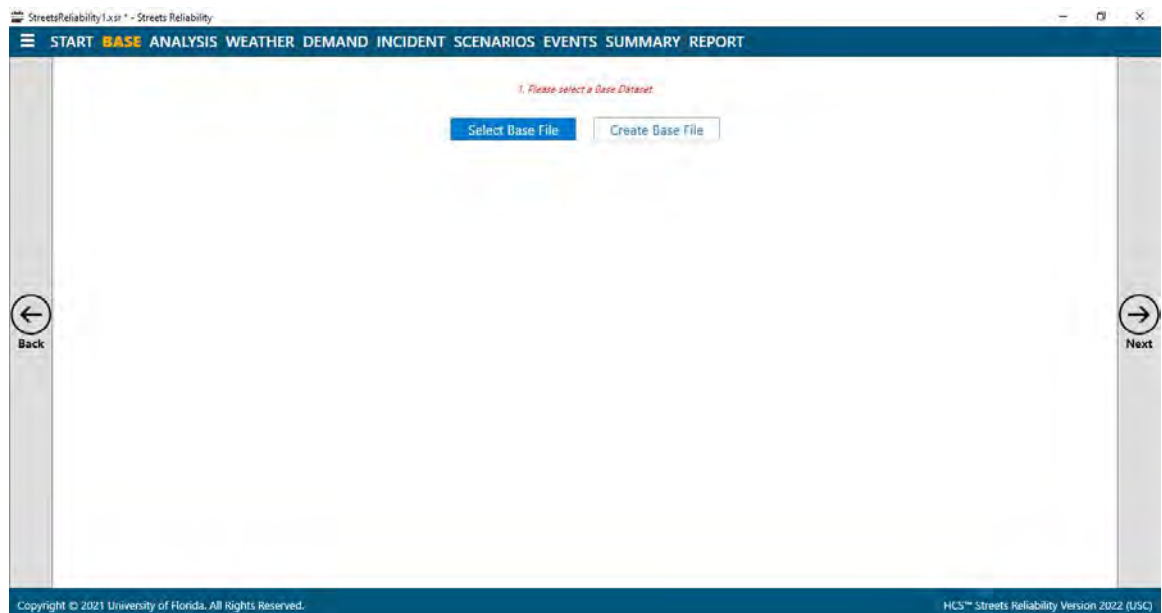 StreetsReliability1.xsr * - Streets Reliability
START BASE ANALYSIS WEATHER DEMAND INCIDENT SCENARIOS EVENTS SUMMARY REPORT
1. Please select a Base Dataset
Select Base File Create Base File
Back Next
Copyright © 2021 University of Florida. All Rights Reserved. HCS™ Streets Reliability Version 2022 (USC)